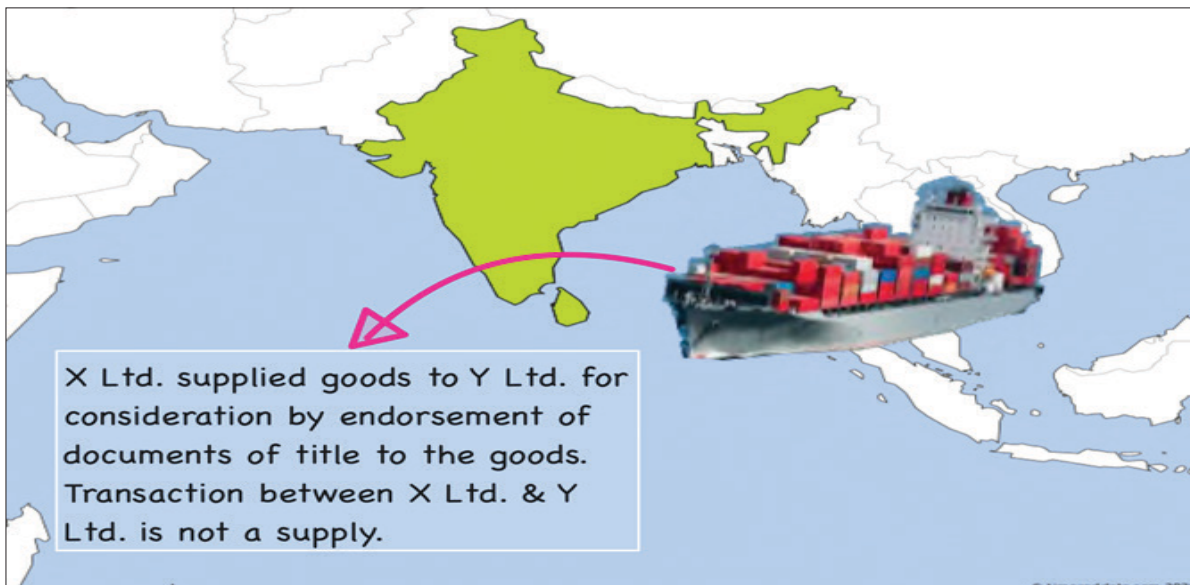 X Ltd. supplied goods to Y Ltd. for
consideration by endorsement of
documents of title to the goods.
Transaction between X Ltd. & Y
Ltd. is not a supply.